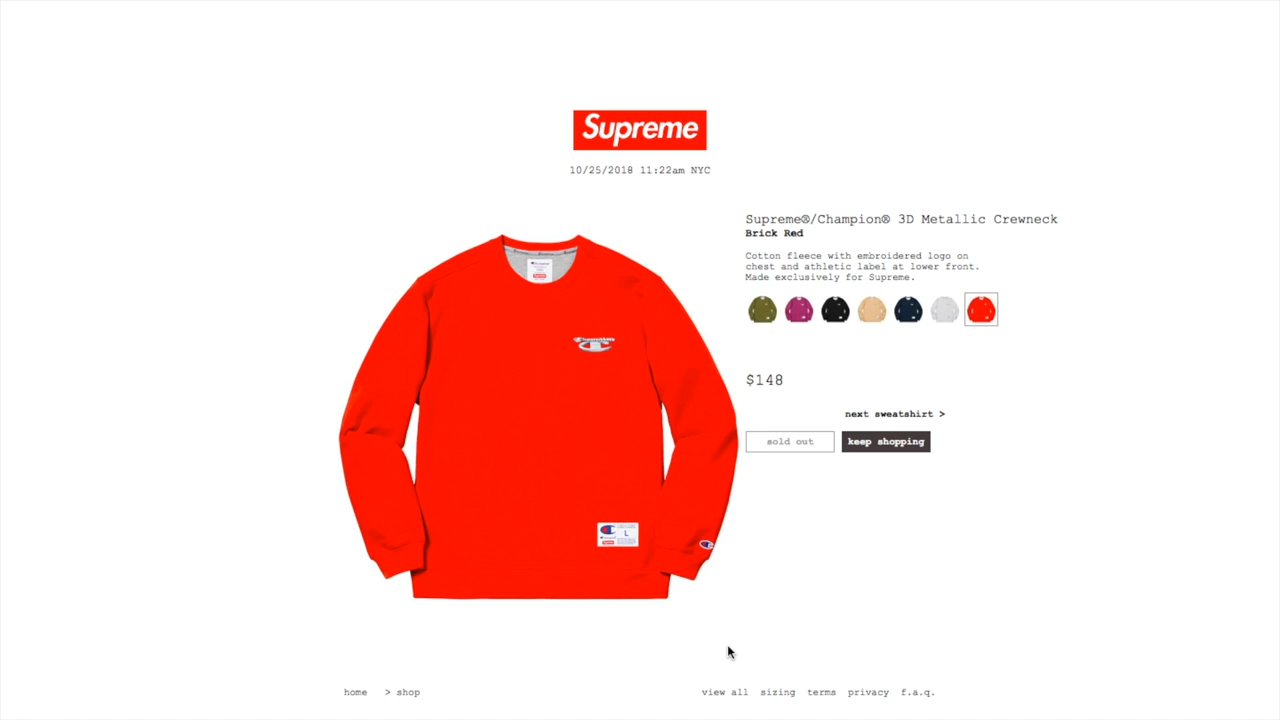 Supreme
10/25/2018 11:22am NYC
Supreme®/Champion® 3D Metallic Crewneck
Brick Red
Cotton fleece with embroidered logo on
chest and athletic label at lower front.
Made exclusively for Supreme.
$148
next sweatshirt >
sold out
keep shopping
L
home > shop
view all sizing terms privacy f.a.q.